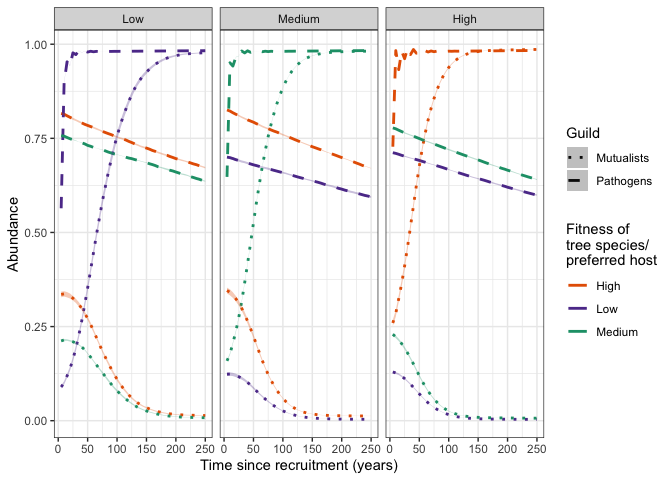 Low Medium High
1.00
0.75
0.50
0.25
0.00
Abundance
0 50 100 150 200 250 0 50 100 150 200 250 0 50 100 150 200 250
Time since recruitment (years)
Guild
Mutualists
Pathogens
Fitness of
tree species/
preferred host
High
Low
Medium